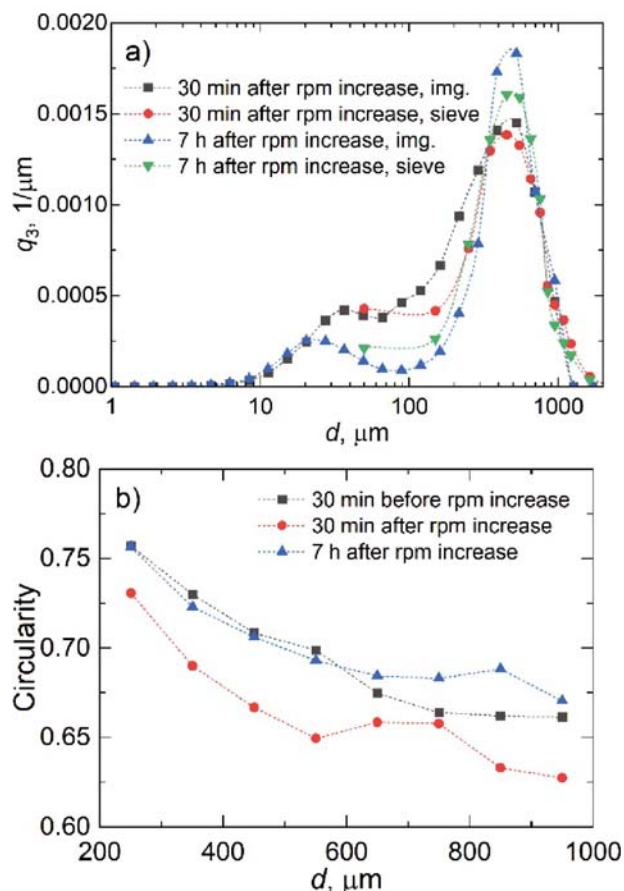 0.0020
a)
30 min after rpm increase, img.
0.0015
30 min after rpm increase, sieve
7 h after rpm increase, img.
7 h after rpm increase, sieve
0.0010
q3, 1/μm
0.0005
0.0000
1 10 100 1000
d, μm
0.80
b)
30 min before rpm increase
30 min after rpm increase
7 h after rpm increase
0.75
Circularity
0.70
0.65
0.60
200 400 600 800 1000
d, μm